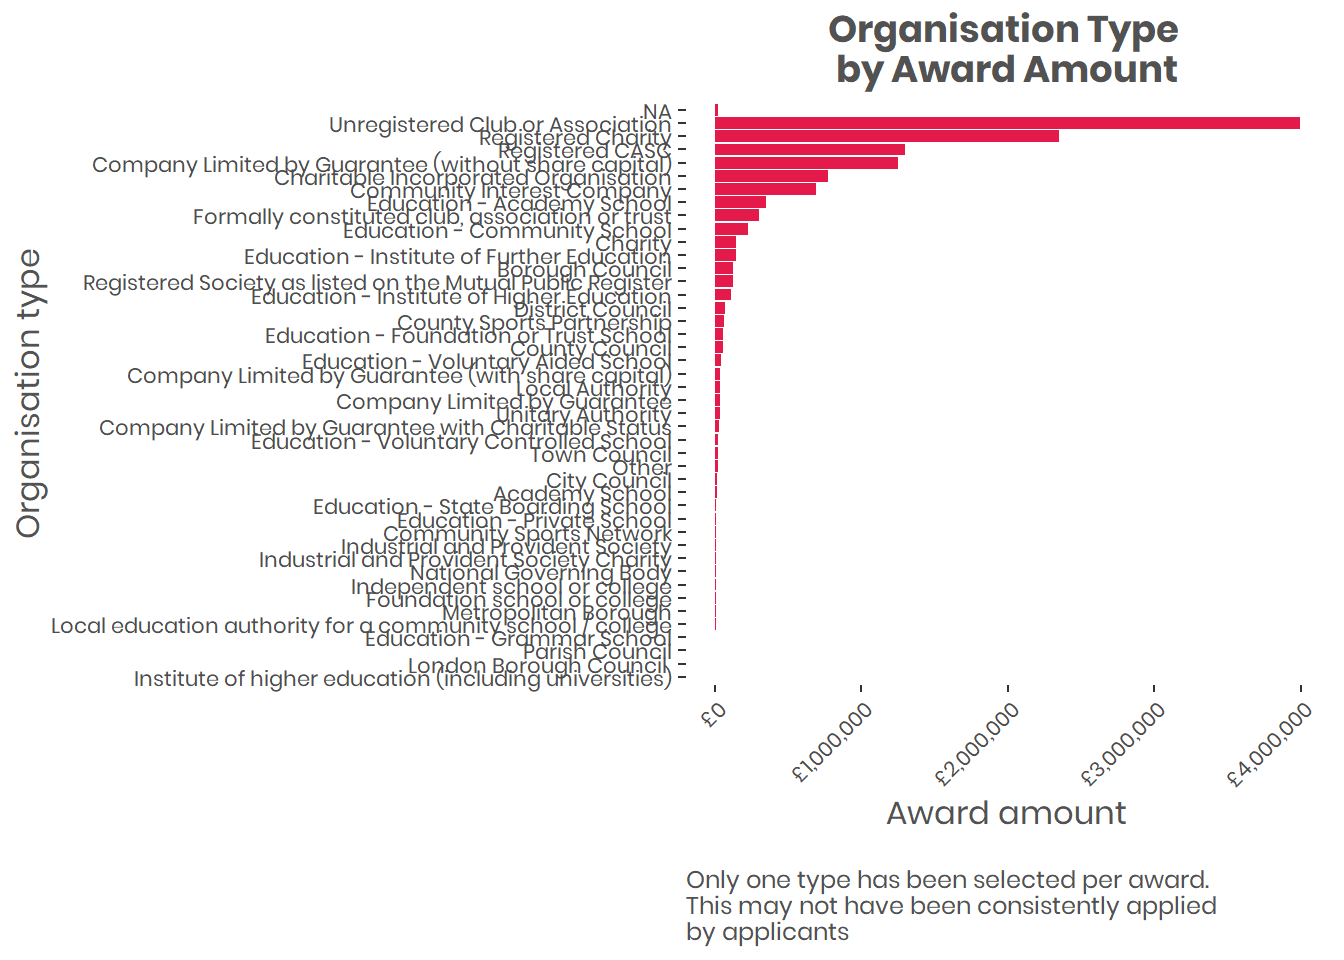 Organisation Type
by Award Amount
NA
Unregistered Club or Association
Registered Charity
Registered CASC
Company Limited by Guarantee (without share capital)
Charitable Incorporated Organisation
Community Interest Company
Education - Academy School
Formally constituted club, association or trust
Education - Community School
Charity
Education - Institute of Further Education
Borough Council
Registered Society as listed on the Mutual Public Register
Education - Institute of Higher Education
District Council
County Sports Partnership
Education - Foundation or Trust School
County Council
Education - Voluntary Aided School
Company Limited by Guarantee (with share capital)
Local Authority
Company Limited by Guarantee
Unitary Authority
Company Limited by Guarantee with Charitable Status
Education - Voluntary Controlled School
Town Council
Other
City Council
Academy School
Education - State Boarding School
Education - Private School
Community Sports Network
Industrial and Provident Society
Industrial and Provident Society Charity
National Governing Body
Independent school or college
Foundation school or college
Metropolitan Borough
Local education authority for a community school / college
Education - Grammar School
Parish Council
London Borough Council
Institute of higher education (including universities)
Organisation type
£0
£1,000,000
£2,000,000
£3,000,000
£4,000,000
Award amount
Only one type has been selected per award.
This may not have been consistently applied
by applicants